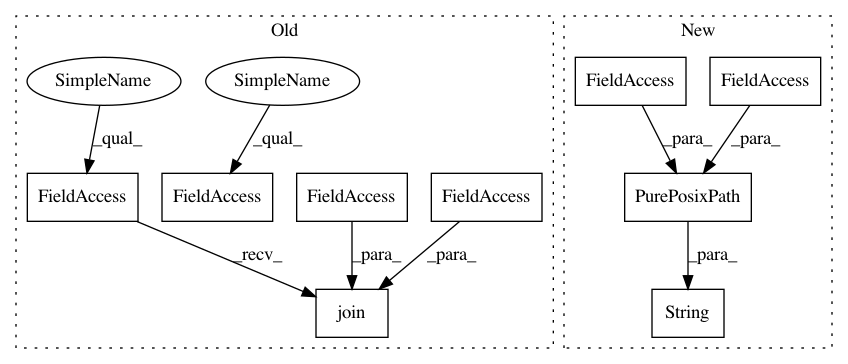 Old
New
SimpleName
SimpleName
FieldAccess
FieldAccess
_qual_
_qual_
_para_
_para_
FieldAccess
FieldAccess
FieldAccess
FieldAccess
PurePosixPath
_recv_
_para_
_para_
_para_
join
String